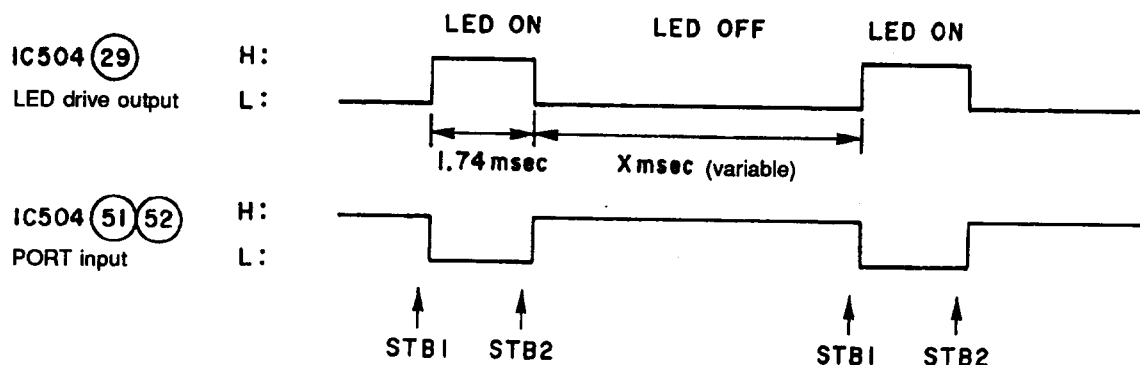 LED ON LED OFF LED ON
IC504 29 H:
LED drive output L:
1.74 msec X msec (variable)
IC504 51 52 H:
PORT input L:
STB1 STB2 STB1 STB2